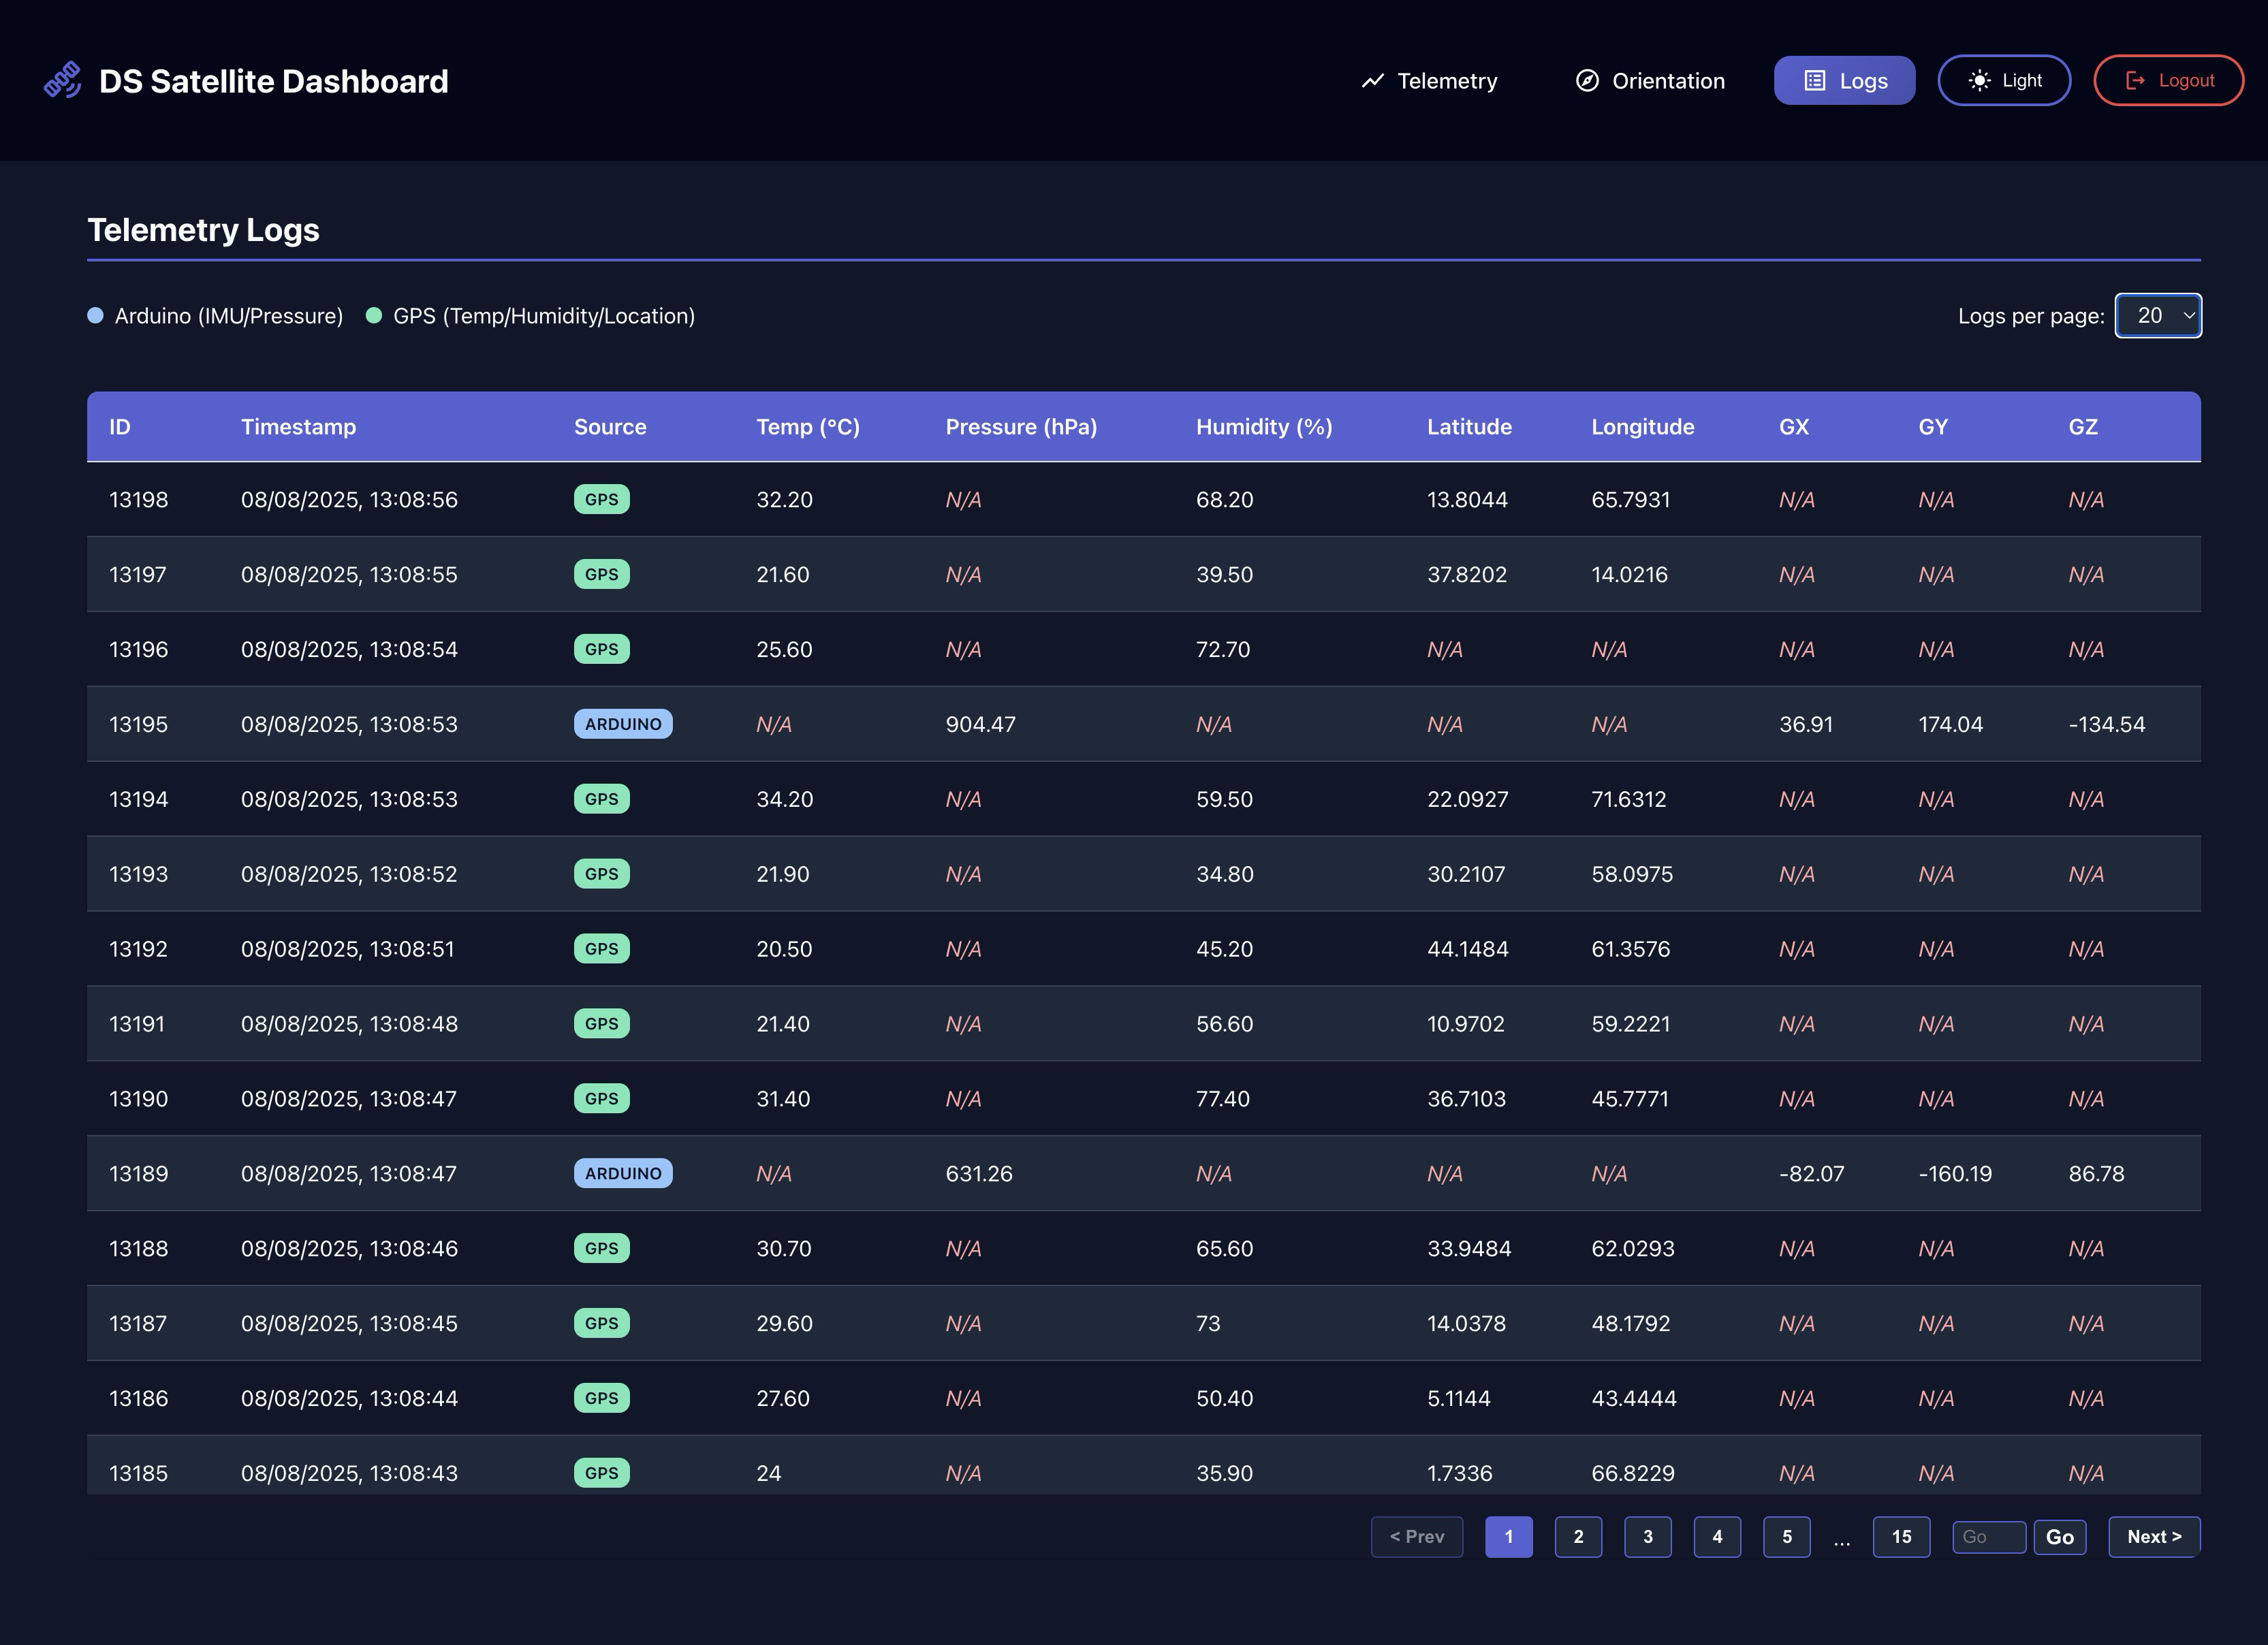 DS Satellite Dashboard Telemetry Orientation Logs Light Logout
Telemetry Logs
Arduino (IMU/Pressure) GPS (Temp/Humidity/Location) Logs per page: 20
ID Timestamp Source Temp (°C) Pressure (hPa) Humidity (%) Latitude Longitude GX GY GZ
13198 08/08/2025, 13:08:56 GPS 32.20 N/A 68.20 13.8044 65.7931 N/A N/A N/A
13197 08/08/2025, 13:08:55 GPS 21.60 N/A 39.50 37.8202 14.0216 N/A N/A N/A
13196 08/08/2025, 13:08:54 GPS 25.60 N/A 72.70 N/A N/A N/A N/A N/A
13195 08/08/2025, 13:08:53 ARDUINO N/A 904.47 N/A N/A N/A 36.91 174.04 -134.54
13194 08/08/2025, 13:08:53 GPS 34.20 N/A 59.50 22.0927 71.6312 N/A N/A N/A
13193 08/08/2025, 13:08:52 GPS 21.90 N/A 34.80 30.2107 58.0975 N/A N/A N/A
13192 08/08/2025, 13:08:51 GPS 20.50 N/A 45.20 44.1484 61.3576 N/A N/A N/A
13191 08/08/2025, 13:08:48 GPS 21.40 N/A 56.60 10.9702 59.2221 N/A N/A N/A
13190 08/08/2025, 13:08:47 GPS 31.40 N/A 77.40 36.7103 45.7771 N/A N/A N/A
13189 08/08/2025, 13:08:47 ARDUINO N/A 631.26 N/A N/A N/A -82.07 -160.19 86.78
13188 08/08/2025, 13:08:46 GPS 30.70 N/A 65.60 33.9484 62.0293 N/A N/A N/A
13187 08/08/2025, 13:08:45 GPS 29.60 N/A 73 14.0378 48.1792 N/A N/A N/A
13186 08/08/2025, 13:08:44 GPS 27.60 N/A 50.40 5.1144 43.4444 N/A N/A N/A
13185 08/08/2025, 13:08:43 GPS 24 N/A 35.90 1.7336 66.8229 N/A N/A N/A
< Prev 1 2 3 4 5 ... 15 Go Go Next >